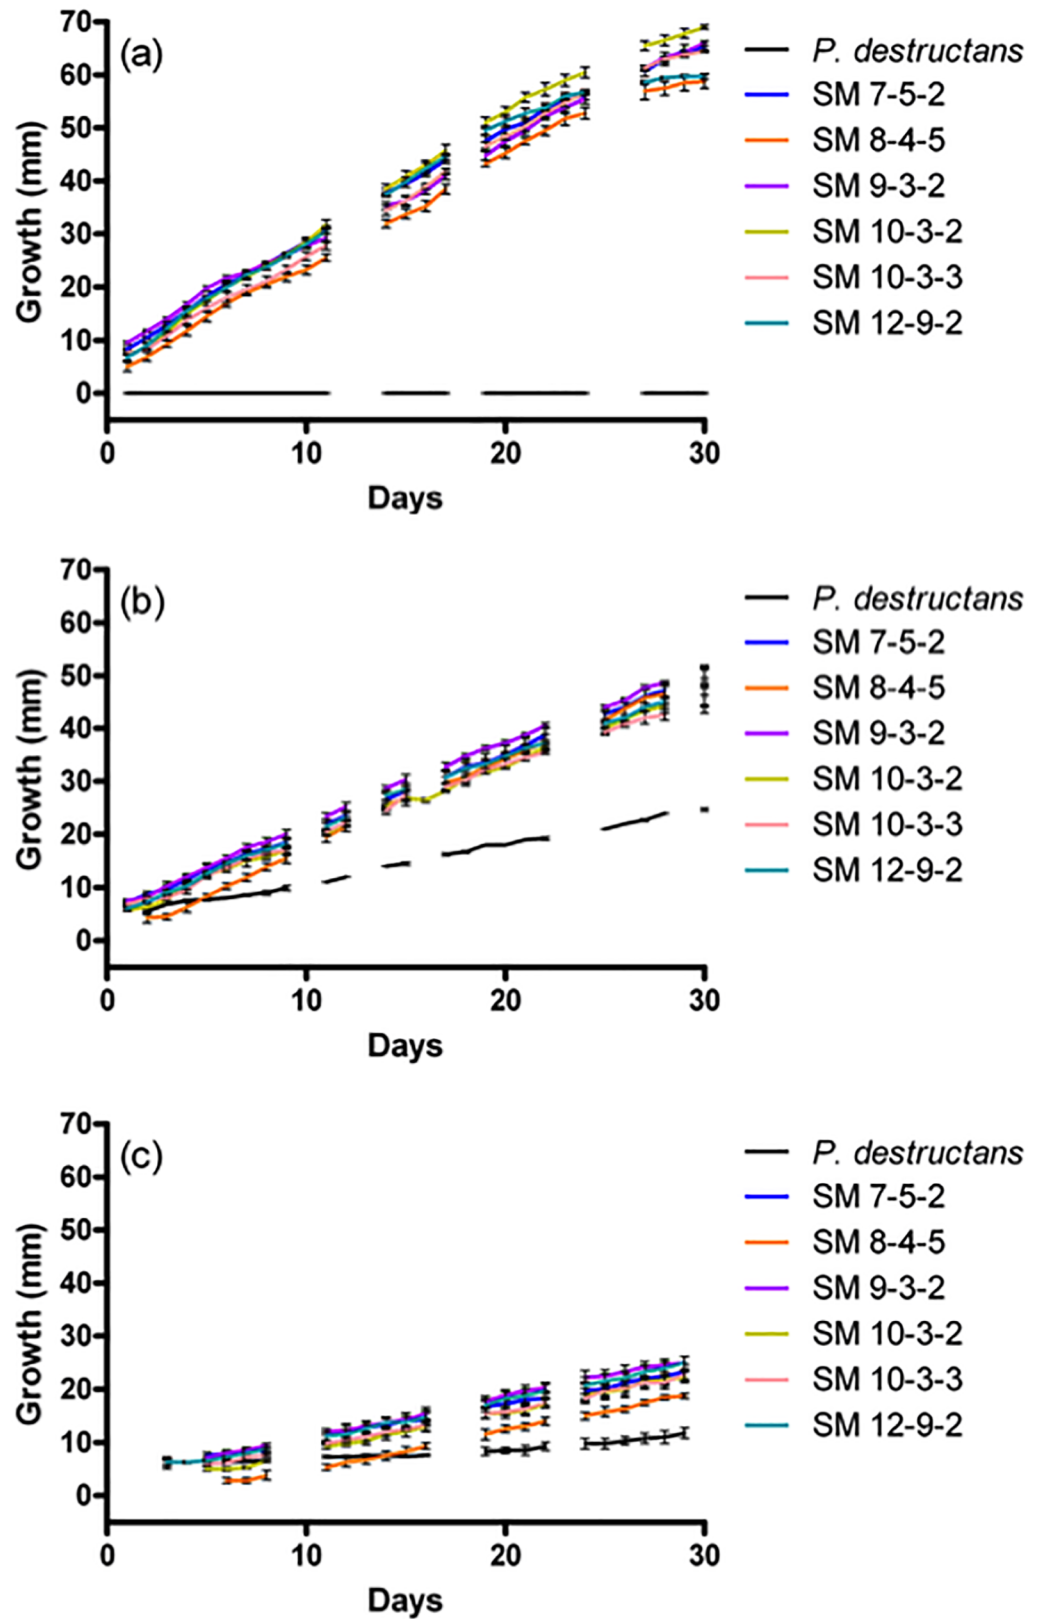 (a)
Growth (mm)
70
60
50
40
30
20
10
0
0 10 20 30
Days
P. destructans
SM 7-5-2
SM 8-4-5
SM 9-3-2
SM 10-3-2
SM 10-3-3
SM 12-9-2
(b)
Growth (mm)
70
60
50
40
30
20
10
0
0 10 20 30
Days
P. destructans
SM 7-5-2
SM 8-4-5
SM 9-3-2
SM 10-3-2
SM 10-3-3
SM 12-9-2
(c)
Growth (mm)
70
60
50
40
30
20
10
0
0 10 20 30
Days
P. destructans
SM 7-5-2
SM 8-4-5
SM 9-3-2
SM 10-3-2
SM 10-3-3
SM 12-9-2